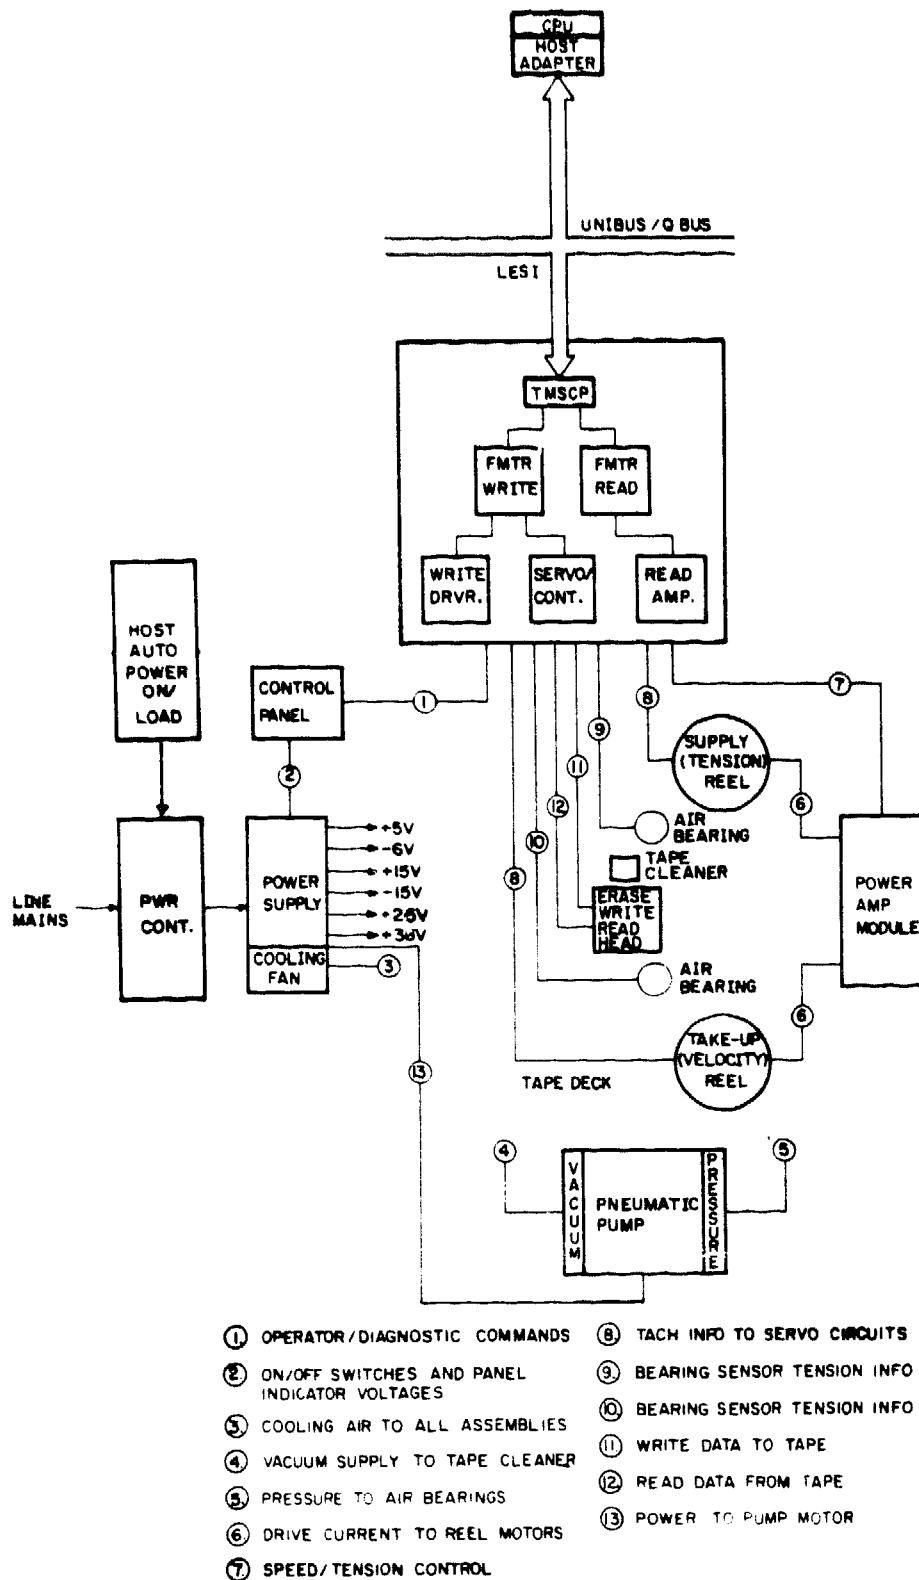 CPU
HOST
ADAPTER
UNIBUS/Q BUS
LESI
TMSCP
FMTR
WRITE
FMTR
READ
WRITE
DRVR.
SERVO/
CONT.
READ
AMP.
HOST
AUTO
POWER
ON/
LOAD
CONTROL
PANEL
1
2
8
7
9
11
12
10
8
SUPPLY
(TENSION)
REEL
6
AIR
BEARING
TAPE
CLEANER
ERASE
WRITE
READ
HEAD
AIR
BEARING
POWER
AMP
MODULE
6
LINE
MAINS
PWR
CONT.
POWER
SUPPLY
+5V
-6V
+15V
-15V
+26V
COOLING
FAN
3
13
TAKE-UP
(VELOCITY)
REEL
TAPE DECK
4
5
VACUUM
PNEUMATIC
PUMP
PRESSURE
1. OPERATOR/DIAGNOSTIC COMMANDS
2. ON/OFF SWITCHES AND PANEL
INDICATOR VOLTAGES
3. COOLING AIR TO ALL ASSEMBLIES
4. VACUUM SUPPLY TO TAPE CLEANER
5. PRESSURE TO AIR BEARINGS
6. DRIVE CURRENT TO REEL MOTORS
7. SPEED/TENSION CONTROL
8. TACH INFO TO SERVO CIRCUITS
9. BEARING SENSOR TENSION INFO
10. BEARING SENSOR TENSION INFO
11. WRITE DATA TO TAPE
12. READ DATA FROM TAPE
13. POWER TO PUMP MOTOR